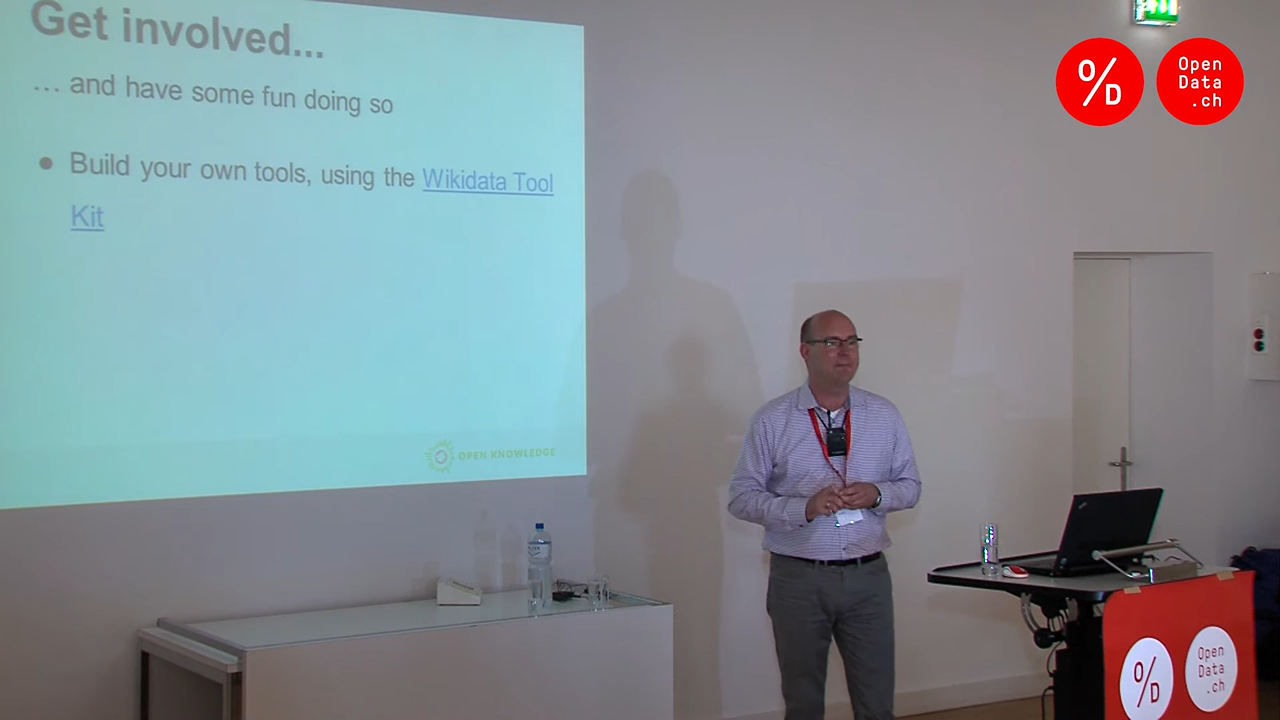 Get involved...
... and have some fun doing so
● Build your own tools, using the Wikidata Tool
Kit
OPEN KNOWLEDGE
%D
Open
Data
.ch
%D
Open
Data
.ch